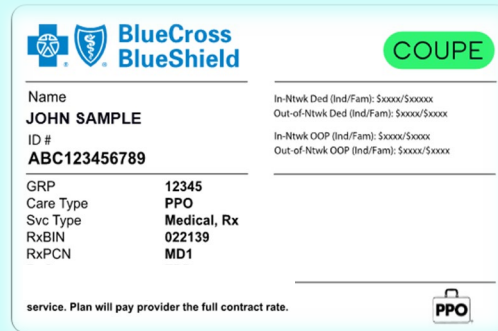 BlueCross
BlueShield
COUPE
Name
JOHN SAMPLE
ID #
ABC123456789
In-Ntwk Ded (Ind/Fam): $xxxx/$xxxxx
Out-of-Ntwk Ded (Ind/Fam): $xxxx/$xxxx
In-Ntwk OOP (Ind/Fam): $xxxx/$xxxx
Out-of-Ntwk OOP (Ind/Fam): $xxxx/$xxxx
GRP 12345
Care Type PPO
Svc Type Medical, Rx
RxBIN 022139
RxPCN MD1
service. Plan will pay provider the full contract rate.
PPO